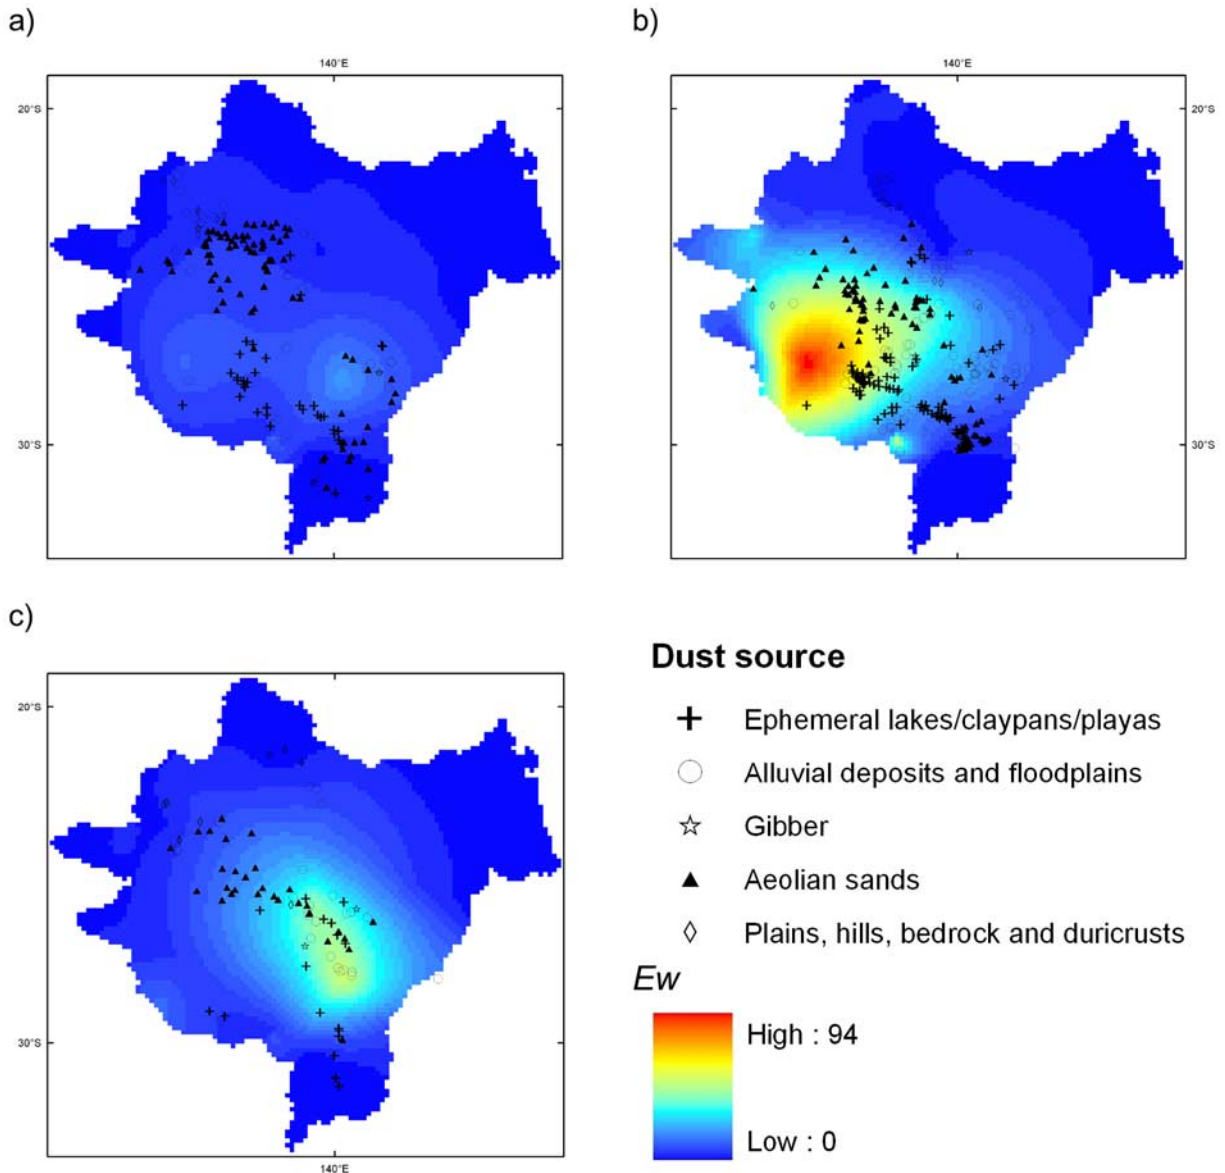 a)
140°E
20°S
30°S
b)
140°E
20°S
30°S
c)
20°S
30°S
140°E
Dust source
Ephemeral lakes/claypans/playas
Alluvial deposits and floodplains
Gibber
Aeolian sands
Plains, hills, bedrock and duricrusts
Ew
High : 94
Low : 0